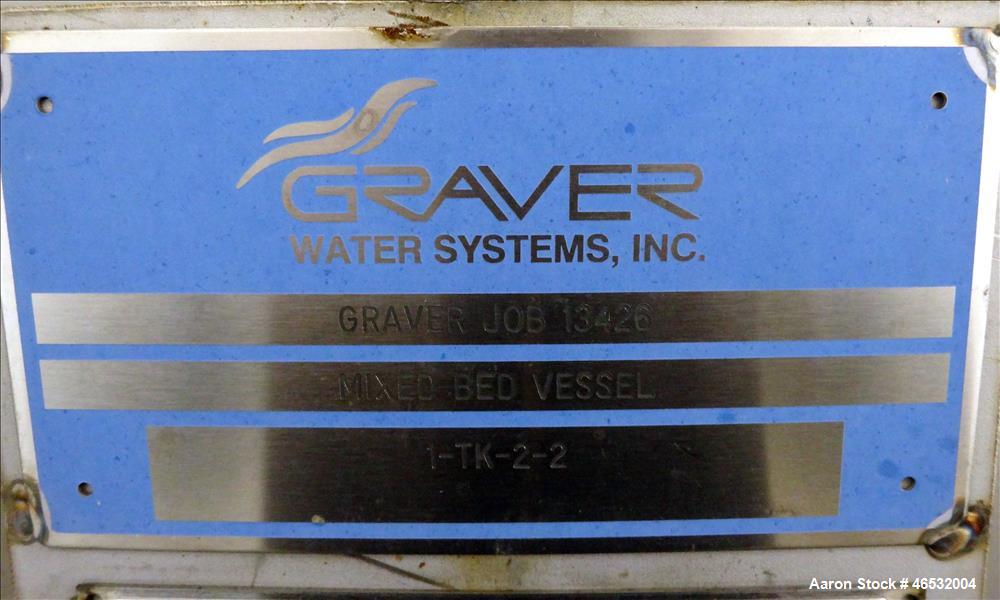 GRAVER
WATER SYSTEMS, INC.
GRAVER JOB 13426
MIXED BED VESSEL
1-TK-2-2
Aaron Stock # 46532004